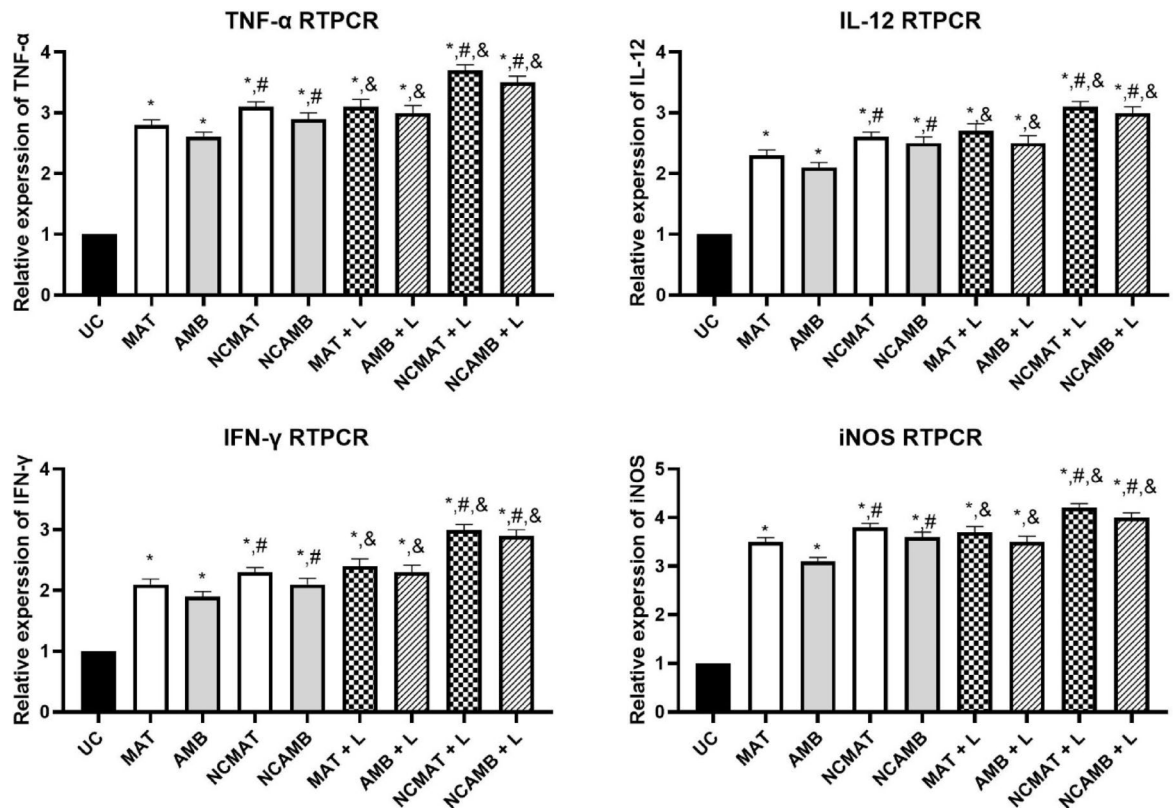 TNF-α RTPCR
Relative experssion of TNF-α
4
3
2
1
0
* * *,# *,# *,& *,& *,#,& *,#,&
UC MAT AMB NCMAT NCAMB MAT + L AMB + L NCMAT + L NCAMB + L
IL-12 RTPCR
Relative experssion of IL-12
4
3
2
1
0
* * *,# *,# *,& *,& *,#,& *,#,&
UC MAT AMB NCMAT NCAMB MAT + L AMB + L NCMAT + L NCAMB + L
IFN-γ RTPCR
Relative experssion of IFN-γ
4
3
2
1
0
* * *,# *,# *,& *,& *,#,& *,#,&
UC MAT AMB NCMAT NCAMB MAT + L AMB + L NCMAT + L NCAMB + L
iNOS RTPCR
Relative experssion of iNOS
5
4
3
2
1
0
* * *,# *,# *,& *,& *,#,& *,#,&
UC MAT AMB NCMAT NCAMB MAT + L AMB + L NCMAT + L NCAMB + L